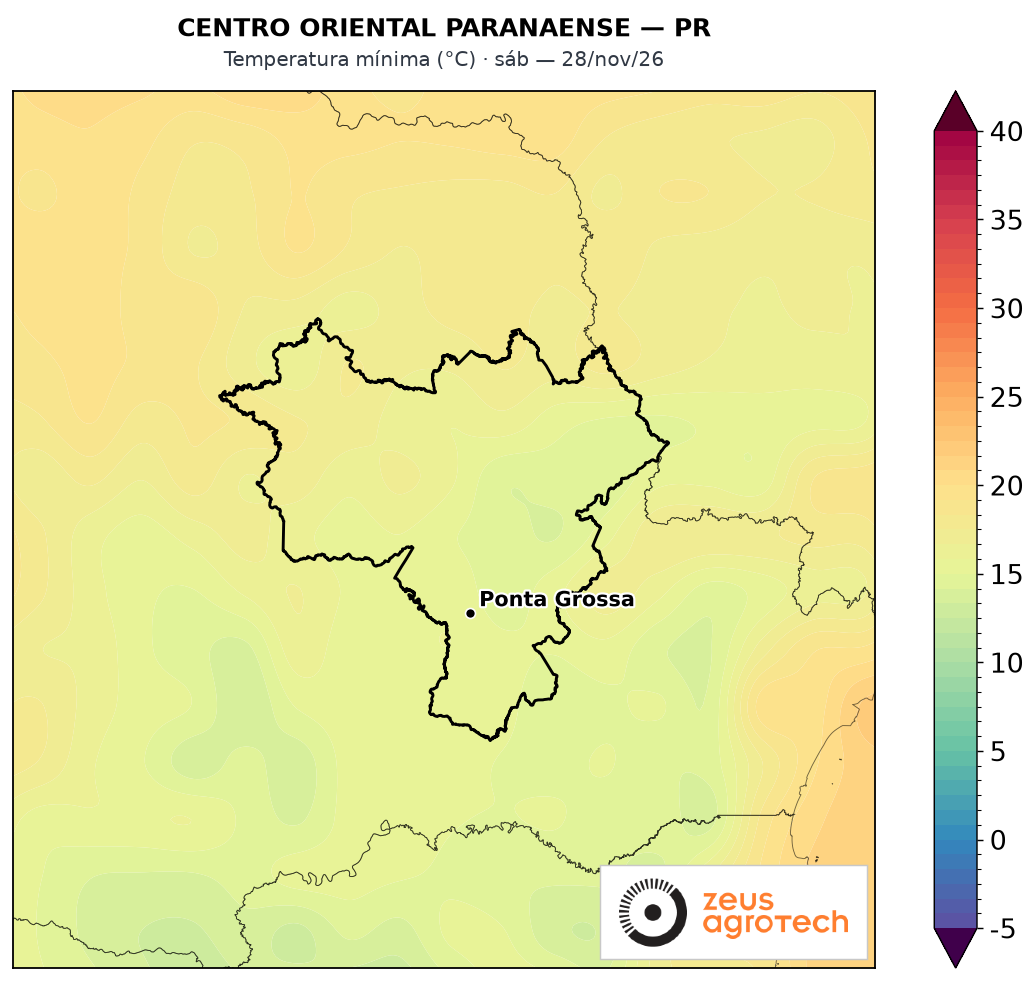 CENTRO ORIENTAL PARANAENSE — PR
Temperatura mínima (°C) · sáb — 28/nov/26
40
35
30
25
20
15
10
5
0
-5
Ponta Grossa
zeus
agrotech